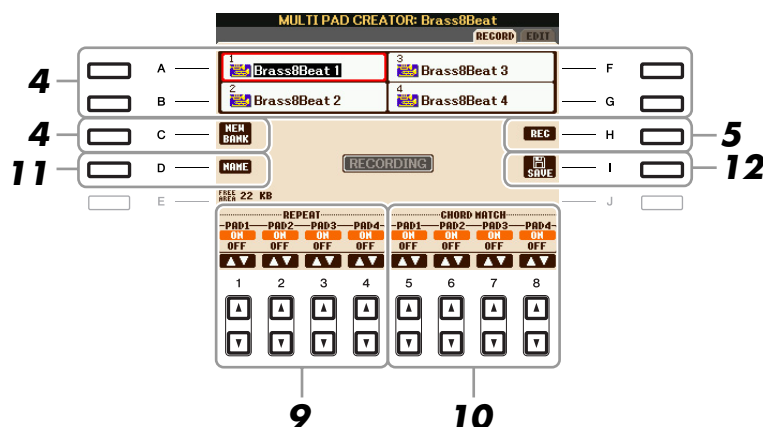 MULTI PAD CREATOR: Brass8Beat
RECORD EDIT
4 A 1 Brass8Beat 1 3 Brass8Beat 3 F
B 2 Brass8Beat 2 4 Brass8Beat 4 G
4 C NEW BANK REC H 5
11 D NAME RECORDING SAVE I 12
E FREE AREA 22 KB J
REPEAT CHORD MATCH
PAD1 PAD2 PAD3 PAD4 PAD1 PAD2 PAD3 PAD4
ON ON ON ON ON ON ON ON
OFF OFF OFF OFF OFF OFF OFF OFF
1 2 3 4 5 6 7 8
9 10